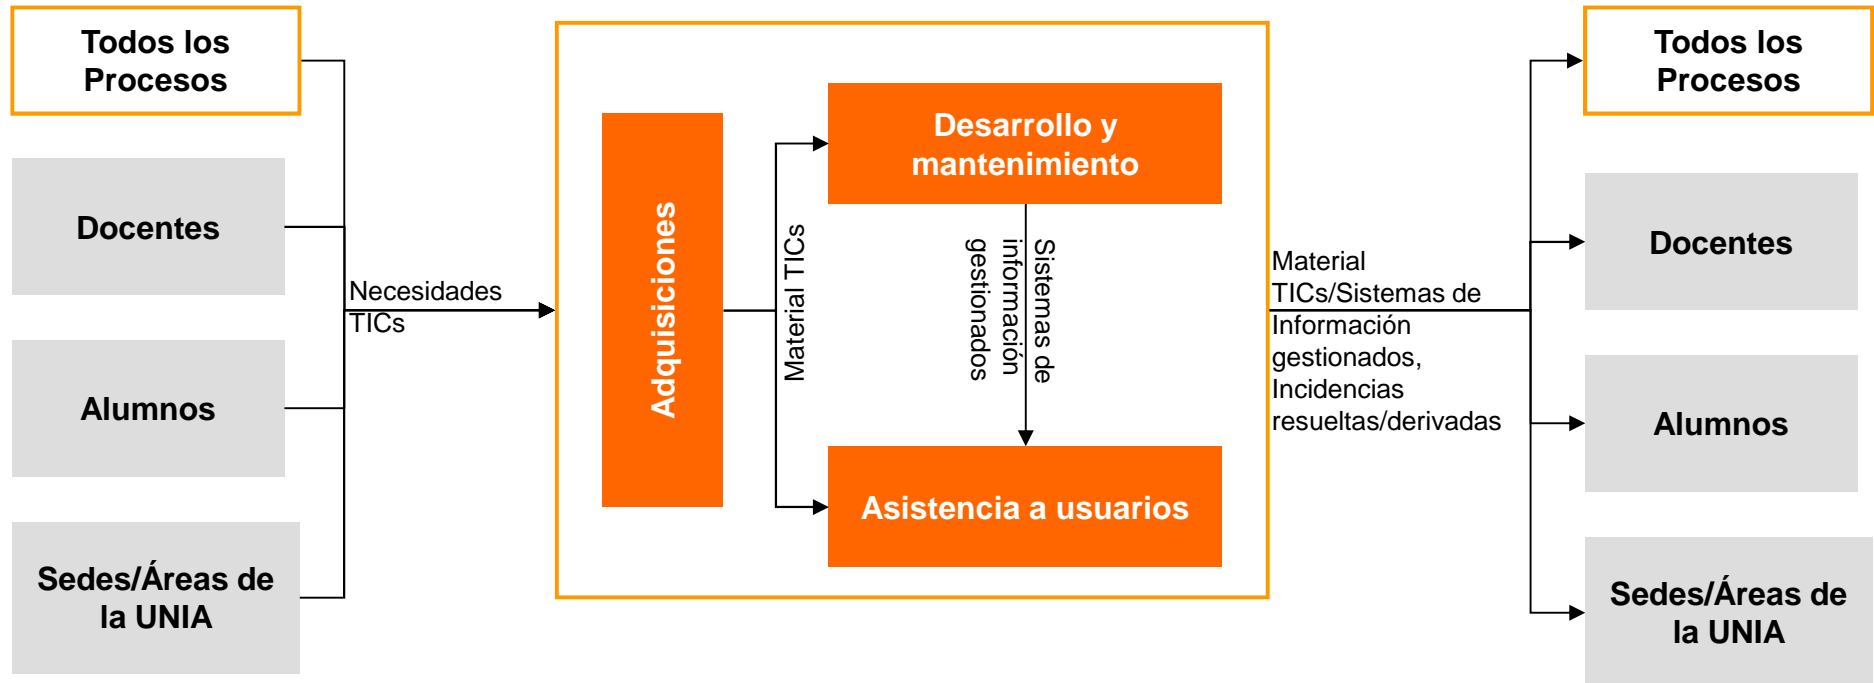 Todos los
Procesos
Docentes
Alumnos
Sedes/Áreas de
la UNIA
Necesidades
TICs
Adquisiciones
Material TICs
Desarrollo y
mantenimiento
Sistemas de
información
gestionados
Asistencia a usuarios
Material
TICs/Sistemas de
Información
gestionados,
Incidencias
resueltas/derivadas
Todos los
Procesos
Docentes
Alumnos
Sedes/Áreas de
la UNIA